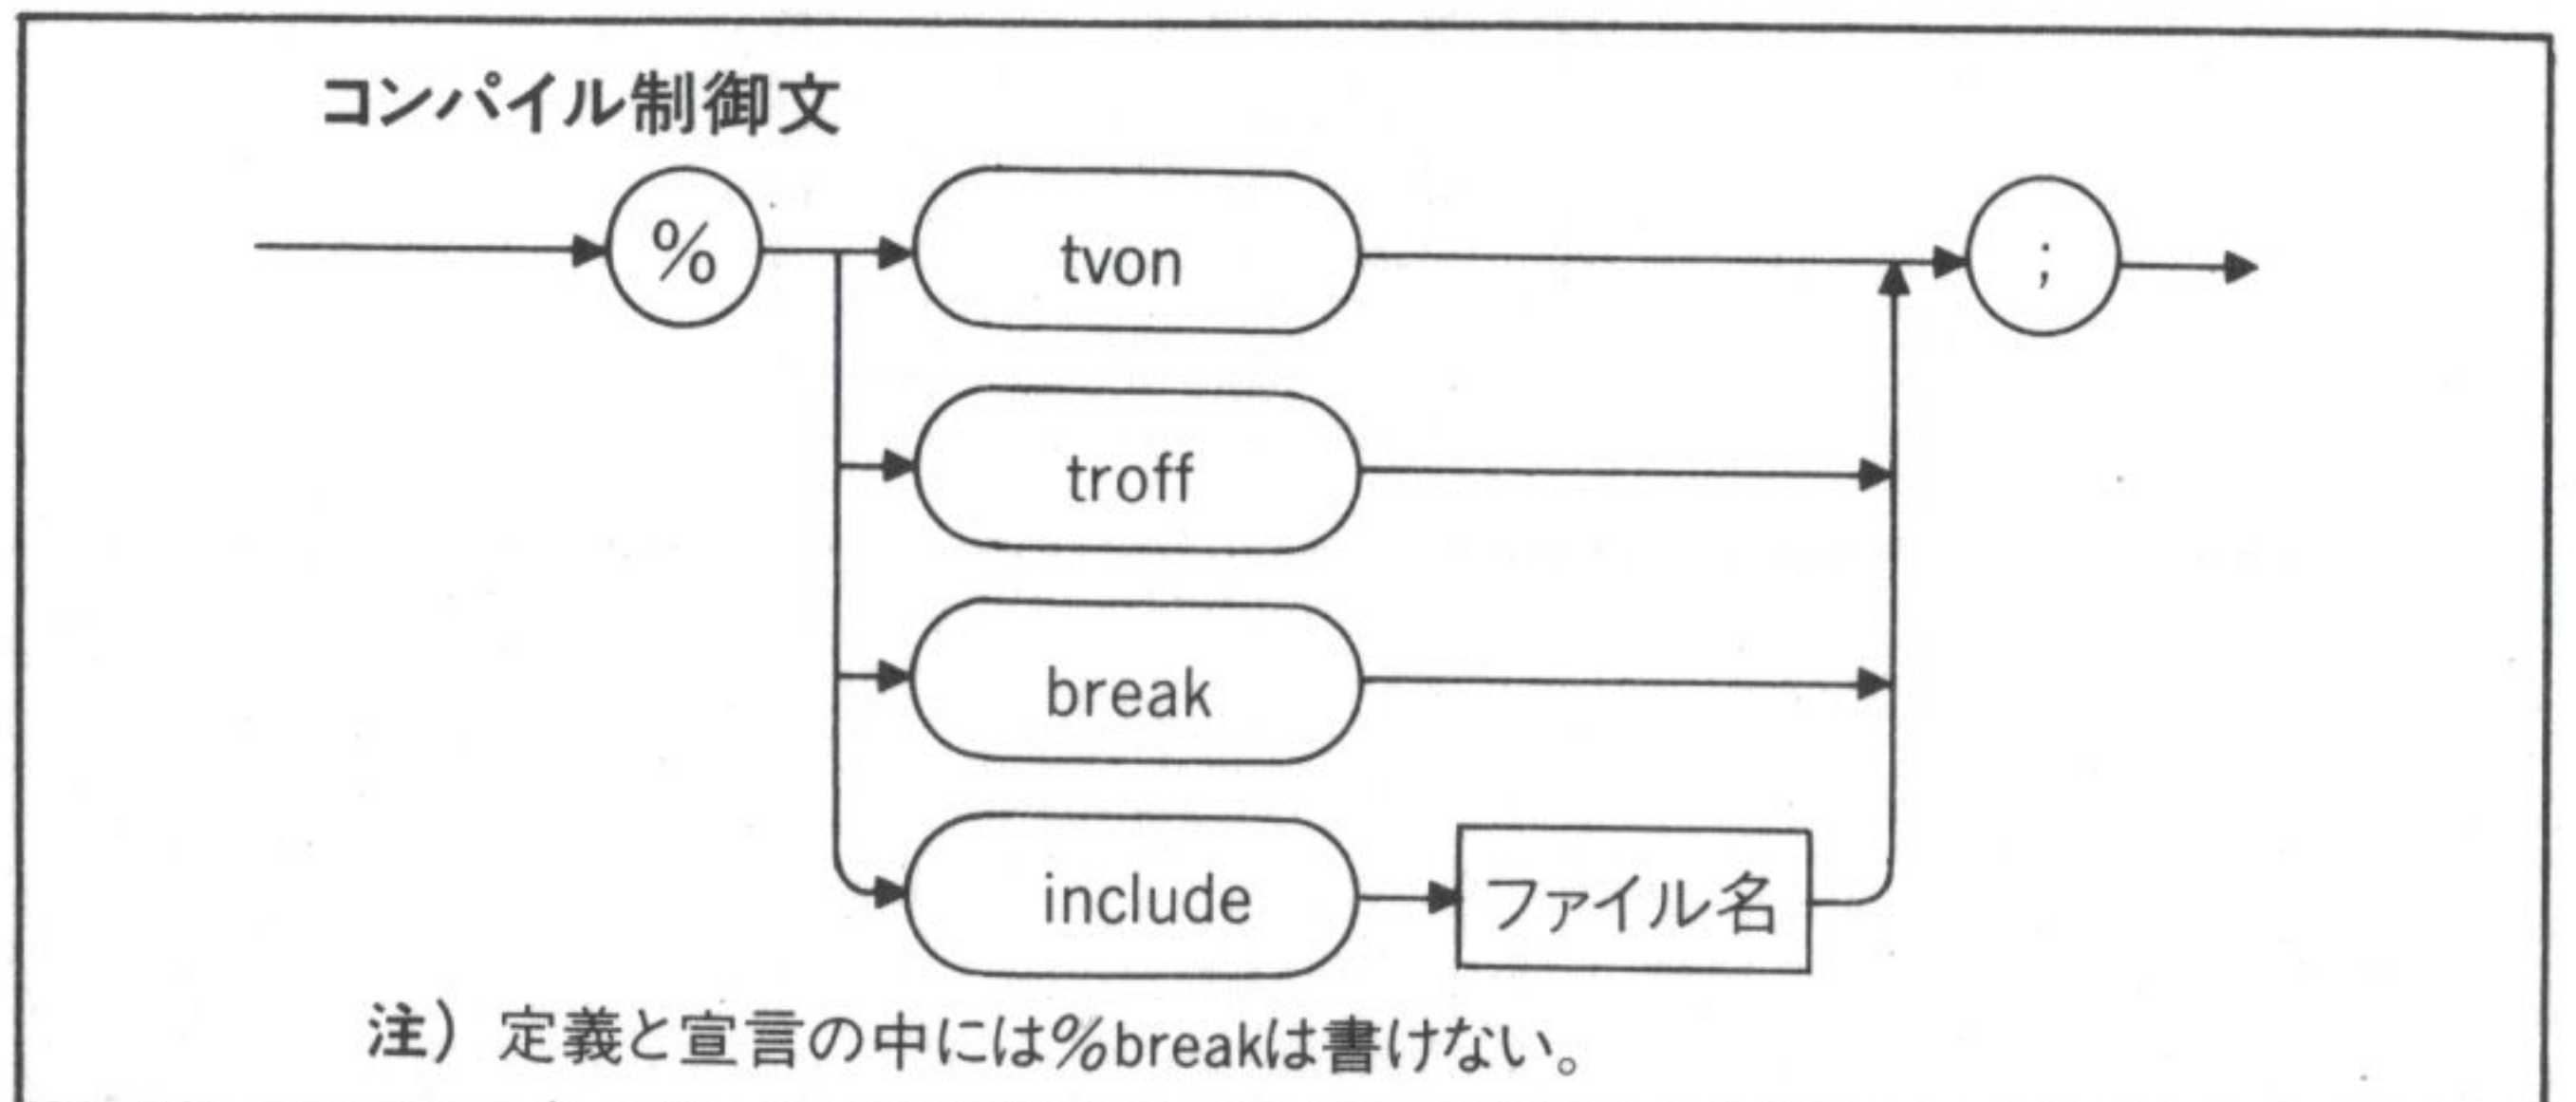 コンパイル制御文
% tvon ;
troff
break
include ファイル名
注) 定義と宣言の中には%breakは書けない。